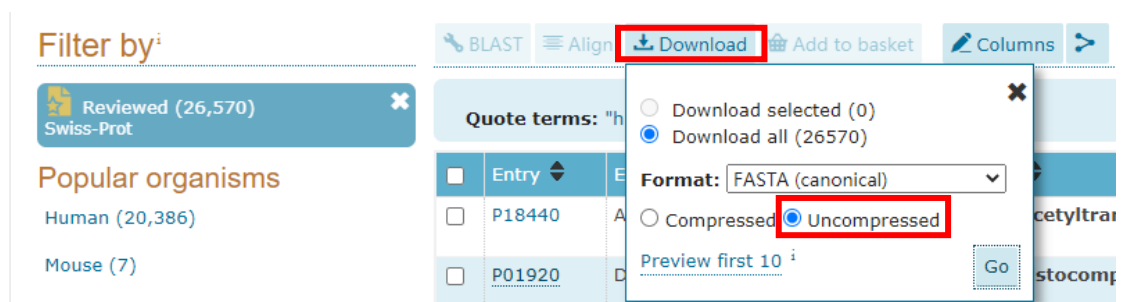 Filter by i
BLAST Align Download Add to basket Columns
Reviewed (26,570)
Swiss-Prot
Quote terms: "h
Download selected (0)
Download all (26570)
Popular organisms
Entry E
Format: FASTA (canonical)
Human (20,386)
P18440 A
Compressed Uncompressed
cetyltran
Mouse (7)
Preview first 10 i
Go
P01920 D
stocomp